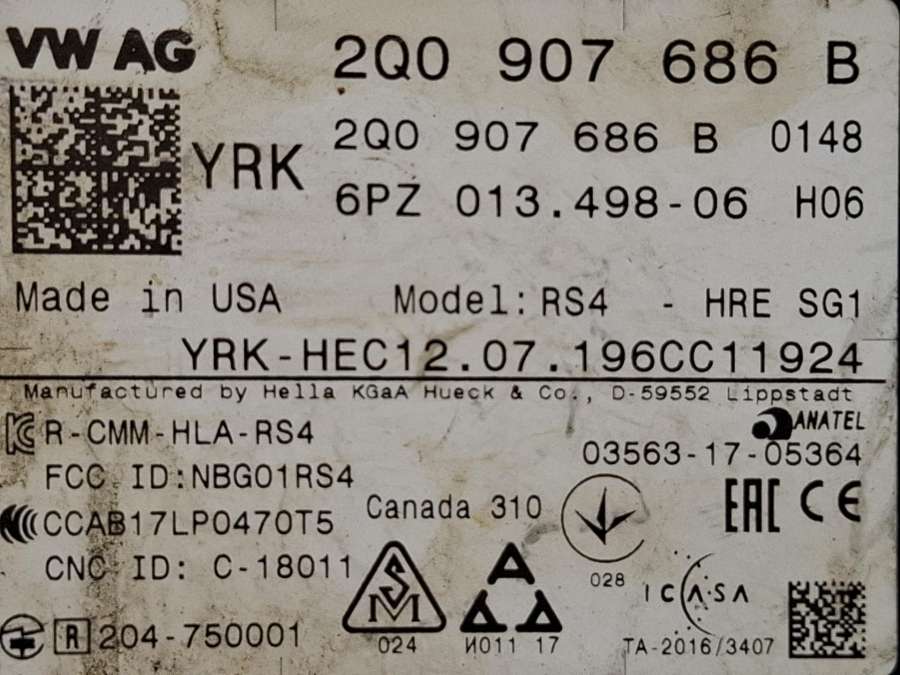 VW AG
2Q0 907 686 B
YRK
2Q0 907 686 B 0148
6PZ 013.498-06 H06
Made in USA Model: RS4 - HRE SG1
YRK-HEC12.07.196CC11924
Manufactured by Hella KGaA Hueck & Co., D-59552 Lippstadt
R-CMM-HLA-RS4
ANATEL
03563-17-05364
FCC ID:NBG01RS4
CCAB17LP0470T5
Canada 310
EAC CE
CNC ID: C-18011
028
ICASA
SM
024
AAA
И011 17
TA-2016/3407
R 204-750001